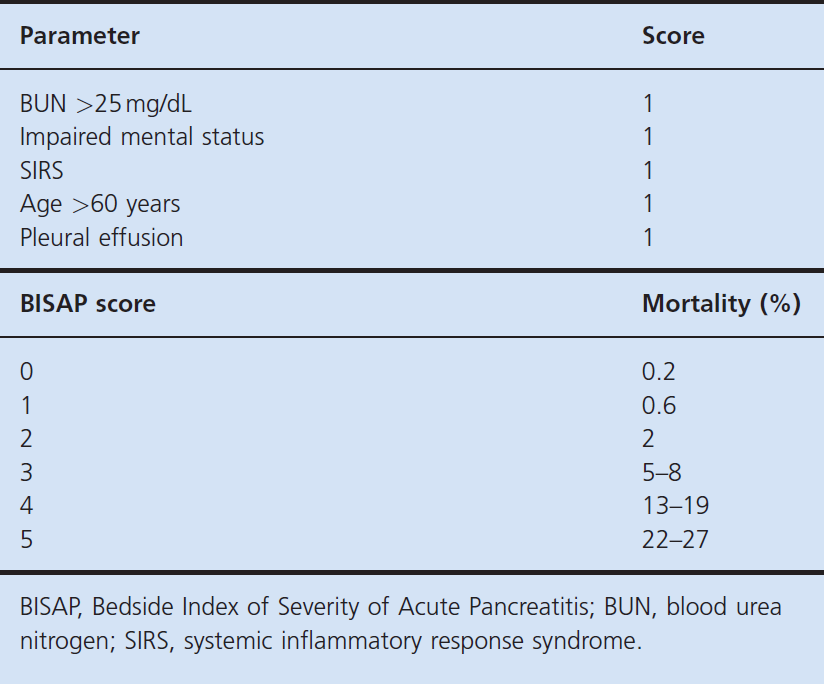 Parameter Score
BUN >25 mg/dL 1
Impaired mental status 1
SIRS 1
Age >60 years 1
Pleural effusion 1
BISAP score Mortality (%)
0 0.2
1 0.6
2 2
3 5–8
4 13–19
5 22–27
BISAP, Bedside Index of Severity of Acute Pancreatitis; BUN, blood urea
nitrogen; SIRS, systemic inflammatory response syndrome.